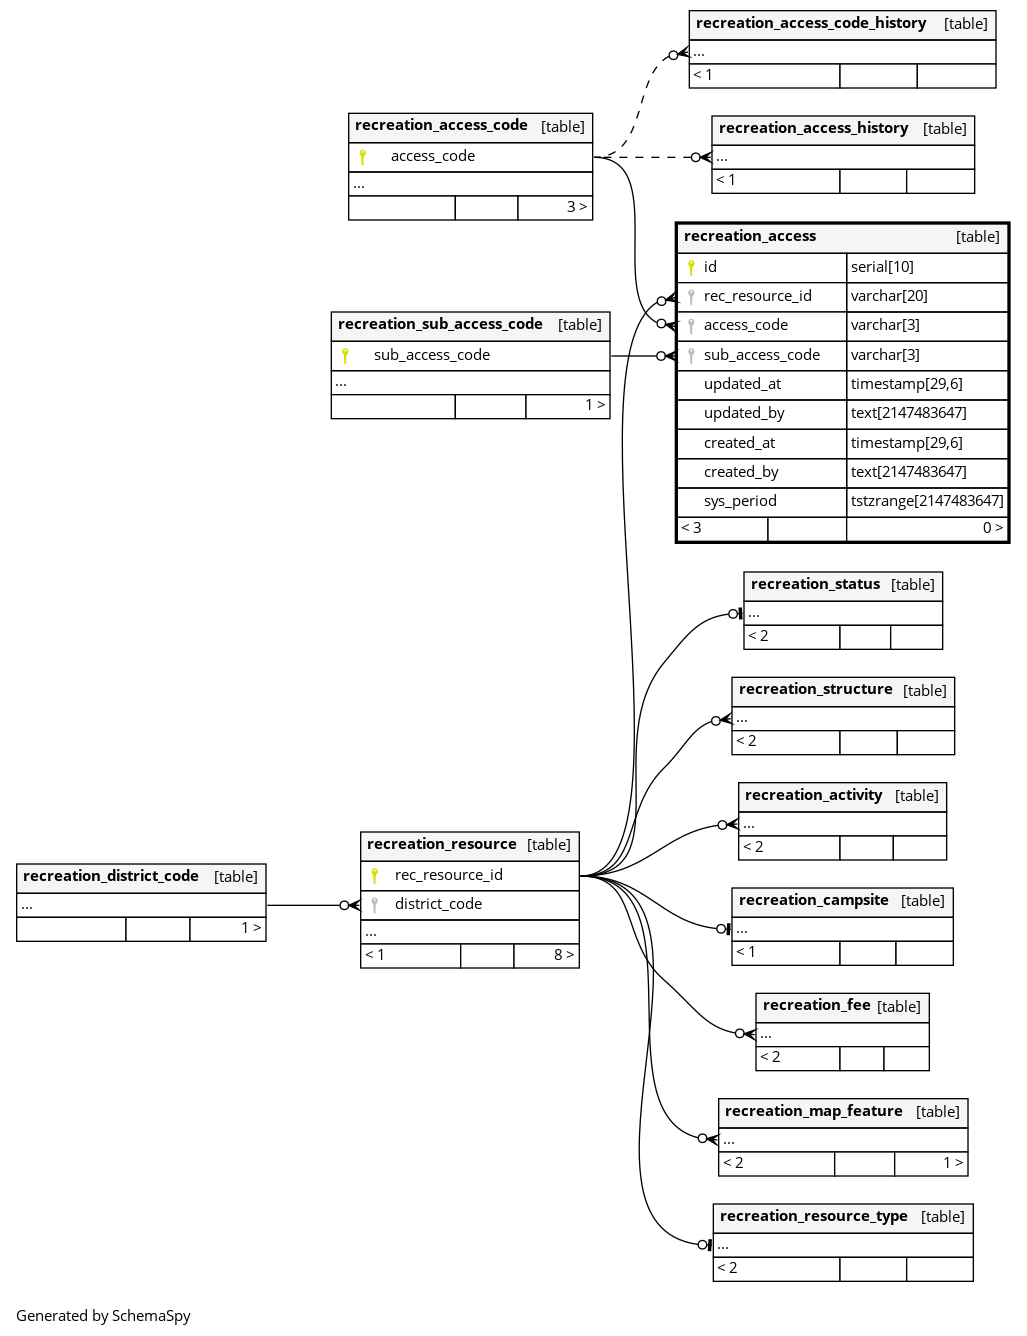 recreation_access_code_history [table]
...
< 1
recreation_access_code [table]
access_code
...
3 >
recreation_access_history [table]
...
< 1
recreation_access [table]
id serial[10]
rec_resource_id varchar[20]
access_code varchar[3]
sub_access_code varchar[3]
updated_at timestamp[29,6]
updated_by text[2147483647]
created_at timestamp[29,6]
created_by text[2147483647]
sys_period tstzrange[2147483647]
< 3 0 >
recreation_sub_access_code [table]
sub_access_code
...
1 >
recreation_status [table]
...
< 2
recreation_structure [table]
...
< 2
recreation_activity [table]
...
< 2
recreation_district_code [table]
...
1 >
recreation_resource [table]
rec_resource_id
district_code
...
< 1 8 >
recreation_campsite [table]
...
< 1
recreation_fee [table]
...
< 2
recreation_map_feature [table]
...
< 2 1 >
recreation_resource_type [table]
...
< 2
Generated by SchemaSpy